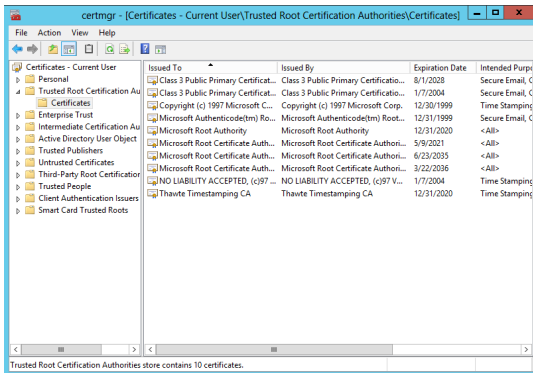 certmgr - [Certificates - Current User\Trusted Root Certification Authorities\Certificates]
File Action View Help
Certificates - Current User
Personal
Trusted Root Certification Au
Certificates
Enterprise Trust
Intermediate Certification Au
Active Directory User Object
Trusted Publishers
Untrusted Certificates
Third-Party Root Certification
Trusted People
Client Authentication Issuers
Smart Card Trusted Roots
Issued To Issued By Expiration Date Intended Purpo
Class 3 Public Primary Certificat... Class 3 Public Primary Certificatio... 8/1/2028 Secure Email, C
Class 3 Public Primary Certificat... Class 3 Public Primary Certificatio... 1/7/2004 Secure Email, C
Copyright (c) 1997 Microsoft C... Copyright (c) 1997 Microsoft Corp. 12/30/1999 Time Stamping
Microsoft Authenticode(tm) Ro... Microsoft Authenticode(tm) Root... 12/31/1999 Secure Email, C
Microsoft Root Authority Microsoft Root Authority 12/31/2020 <All>
Microsoft Root Certificate Auth... Microsoft Root Certificate Authori... 5/9/2021 <All>
Microsoft Root Certificate Auth... Microsoft Root Certificate Authori... 6/23/2035 <All>
Microsoft Root Certificate Auth... Microsoft Root Certificate Authori... 3/22/2036 <All>
NO LIABILITY ACCEPTED, (c)97 ... NO LIABILITY ACCEPTED, (c)97 V... 1/7/2004 Time Stamping
Thawte Timestamping CA Thawte Timestamping CA 12/31/2020 Time Stamping
Trusted Root Certification Authorities store contains 10 certificates.